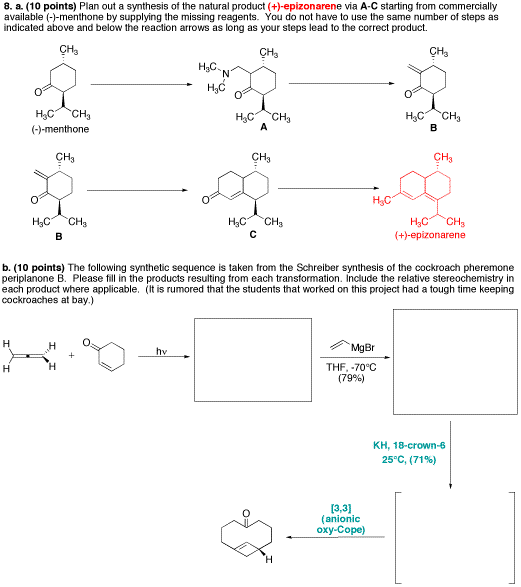 8. a. (10 points) Plan out a synthesis of the natural product (+)-epizonarene via A-C starting from commercially
available (-)-menthone by supplying the missing reagents. You do not have to use the same number of steps as
indicated above and below the reaction arrows as long as your steps lead to the correct product.
CH3
O
H3C CH3
(-)-menthone
H3C
N
CH3
CH3
O
H3C CH3
A
CH3
O
H3C CH3
B
CH3
O
H3C CH3
B
CH3
O
H3C CH3
C
CH3
H3C
H3C CH3
(+)-epizonarene
b. (10 points) The following synthetic sequence is taken from the Schreiber synthesis of the cockroach pheremone
periplanone B. Please fill in the products resulting from each transformation. Include the relative stereochemistry in
each product where applicable. (It is rumored that the students that worked on this project had a tough time keeping
cockroaches at bay.)
H
H
H
H
+
O
hν
MgBr
THF, -70°C
(79%)
KH, 18-crown-6
25°C, (71%)
[3,3]
(anionic
oxy-Cope)
O
H